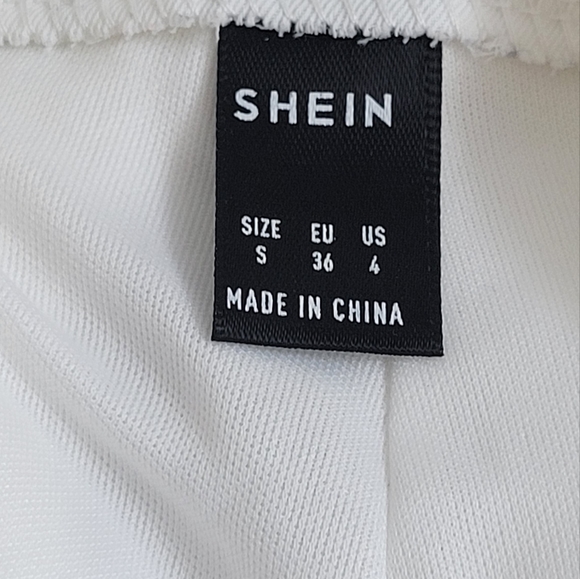 SHEIN
SIZE EU US
S 36 4
MADE IN CHINA